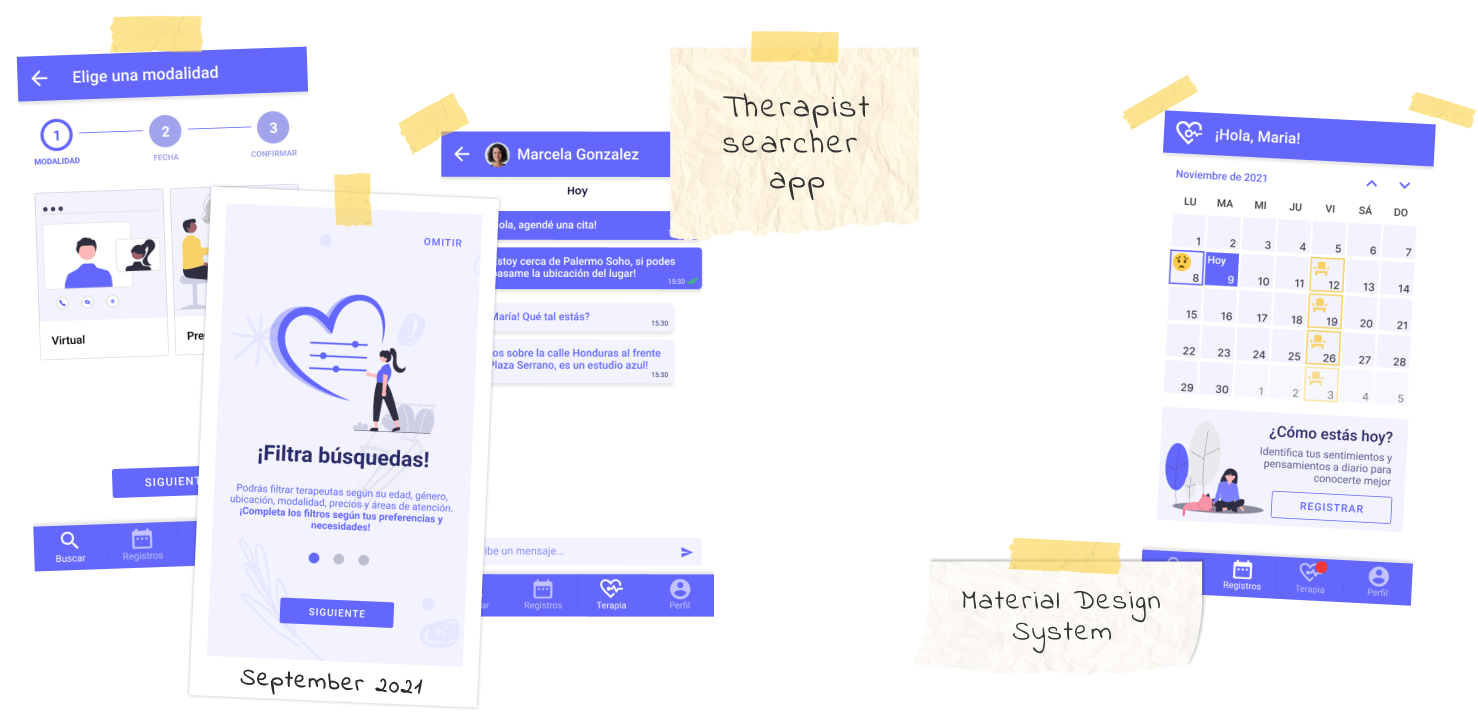 Elige una modalidad
1
2
3
MODALIDAD
FECHA
CONFIRMAR
Virtual
Buscar
Registros
OMITIR
¡Filtra búsquedas!
Podrás filtrar terapeutas según su edad, género,
ubicación, modalidad, precios y áreas de atención.
¡Completa los filtros según tus preferencias y
necesidades!
SIGUIENTE
September 2021
Marcela Gonzalez
Hoy
agendé una cita!
cerca de Palermo Soho, si podes
la ubicación del lugar!
15:30
María! Qué tal estás?
15:30
sobre la calle Honduras al frente
Plaza Serrano, es un estudio azul!
15:30
un mensaje...
Registros
Terapia
Perfil
Therapist
searcher
app
¡Hola, Maria!
Noviembre de 2021
LU MA MI JU VI SÁ DO
1 2 3 4 5 6 7
Hoy
8 9 10 11 12 13 14
15 16 17 18 19 20 21
22 23 24 25 26 27 28
29 30 1 2 3 4 5
¿Cómo estás hoy?
Identifica tus sentimientos y
pensamientos a diario para
conocerte mejor
REGISTRAR
Registros
Terapia
Perfil
Material Design
System